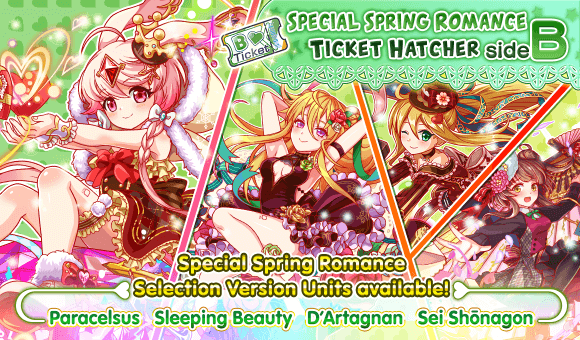 B
Ticket
SPECIAL SPRING ROMANCE
TICKET HATCHER side B
Special Spring Romance
Selection Version Units available!
Paracelsus Sleeping Beauty D'Artagnan Sei Shōnagon